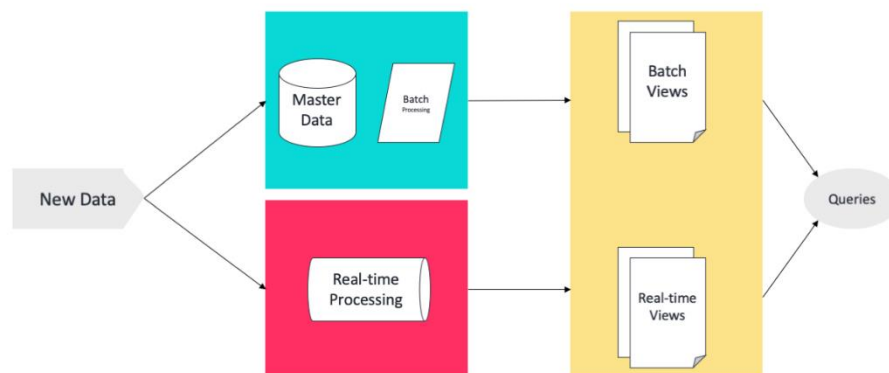 New Data
Master
Data
Batch
Processing
Real-time
Processing
Batch
Views
Real-time
Views
Queries